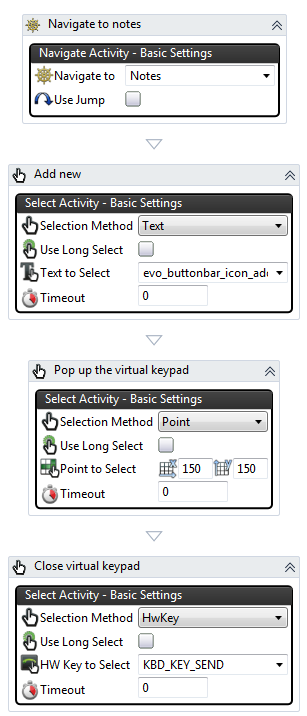 Navigate to notes
Navigate Activity - Basic Settings
Navigate to Notes
Use Jump
Add new
Select Activity - Basic Settings
Selection Method Text
Use Long Select
Text to Select evo_buttonbar_icon_add
Timeout 0
Pop up the virtual keypad
Select Activity - Basic Settings
Selection Method Point
Use Long Select
Point to Select 150 150
Timeout 0
Close virtual keypad
Select Activity - Basic Settings
Selection Method HwKey
Use Long Select
HW Key to Select KBD_KEY_SEND
Timeout 0